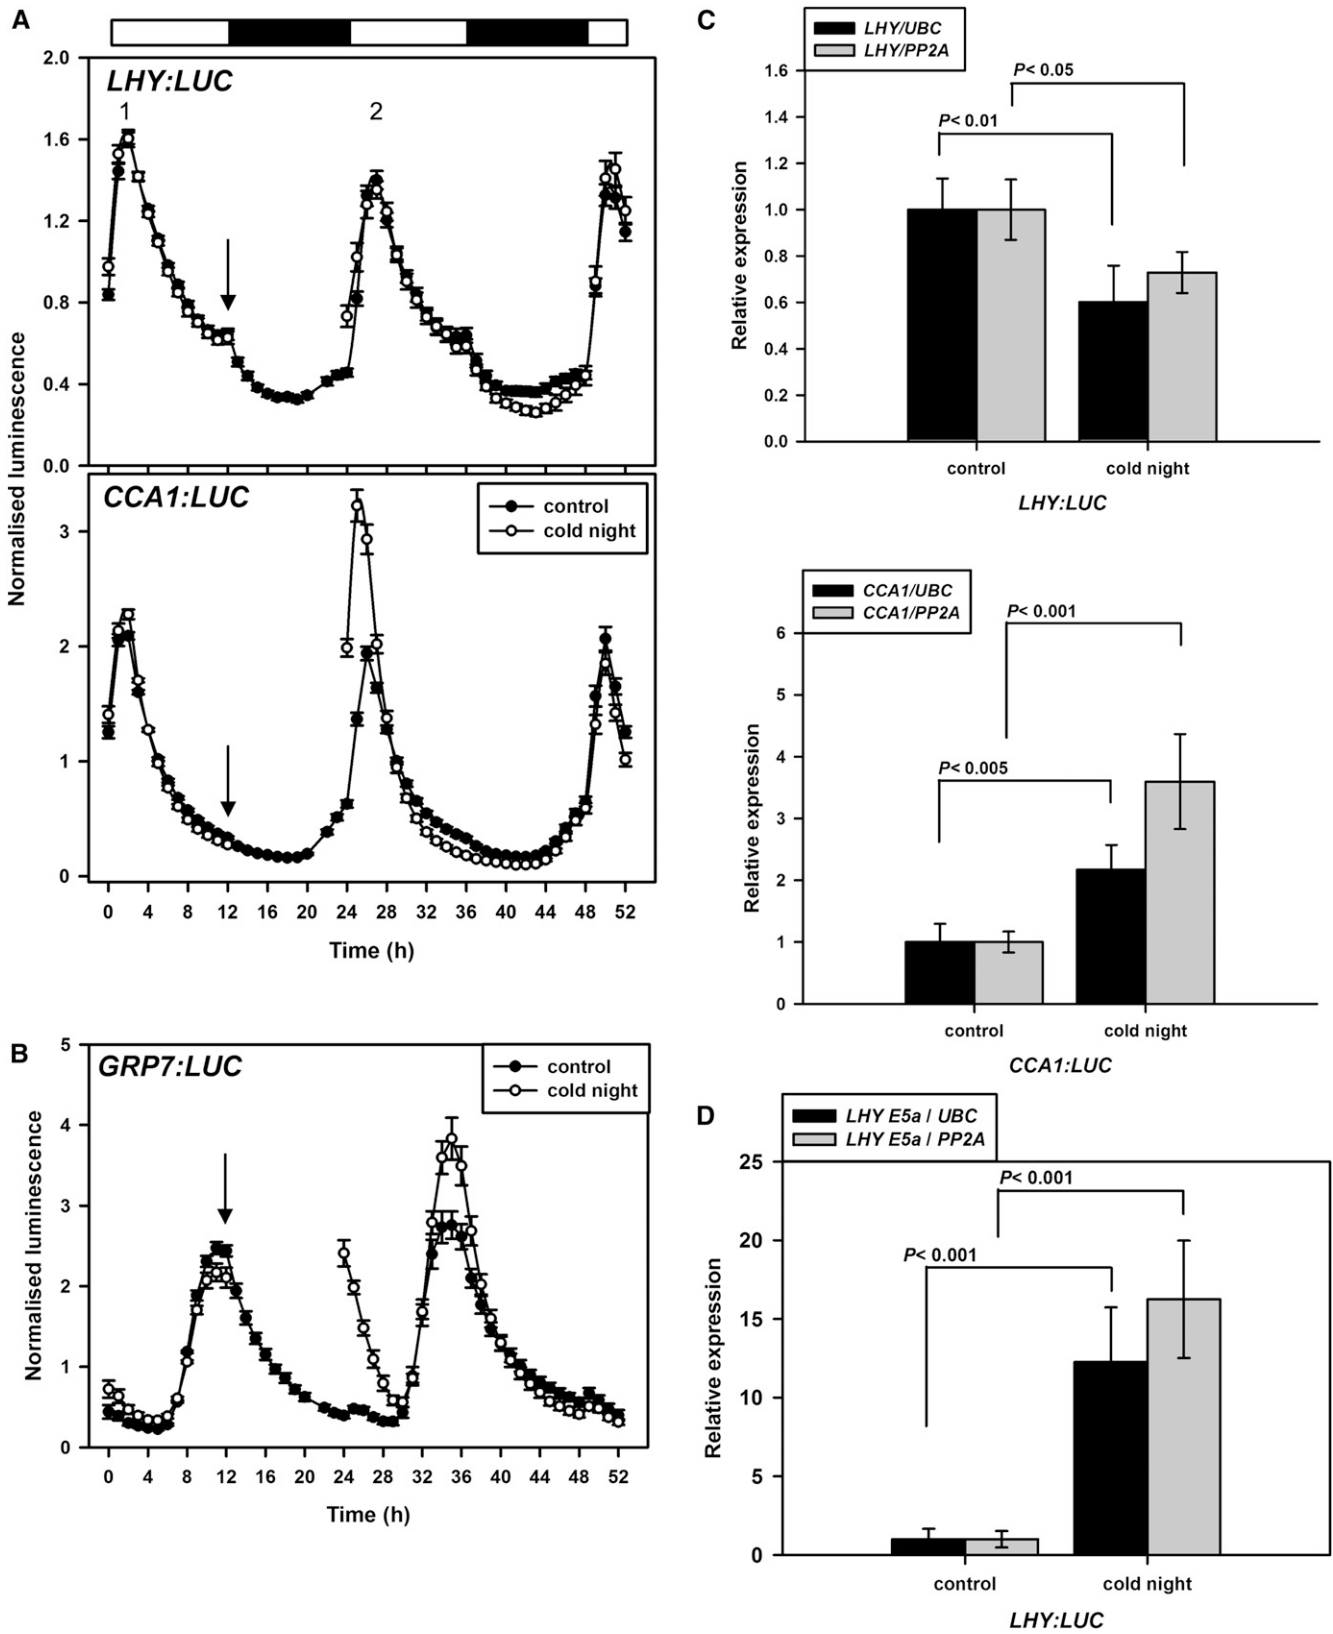 A
LHY:LUC
1
2
2.0
1.6
1.2
0.8
0.4
0.0
Normalised luminescence
CCA1:LUC
control
cold night
3
2
1
0
0 4 8 12 16 20 24 28 32 36 40 44 48 52
Time (h)
B
GRP7:LUC
control
cold night
5
4
3
2
1
0
Normalised luminescence
0 4 8 12 16 20 24 28 32 36 40 44 48 52
Time (h)
C
LHY/UBC
LHY/PP2A
P< 0.05
P< 0.01
1.6
1.4
1.2
1.0
0.8
0.6
0.4
0.2
0.0
Relative expression
control cold night
LHY:LUC
CCA1/UBC
CCA1/PP2A
P< 0.001
P< 0.005
6
5
4
3
2
1
0
Relative expression
control cold night
CCA1:LUC
D
LHY E5a / UBC
LHY E5a / PP2A
P< 0.001
P< 0.001
25
20
15
10
5
0
Relative expression
control cold night
LHY:LUC